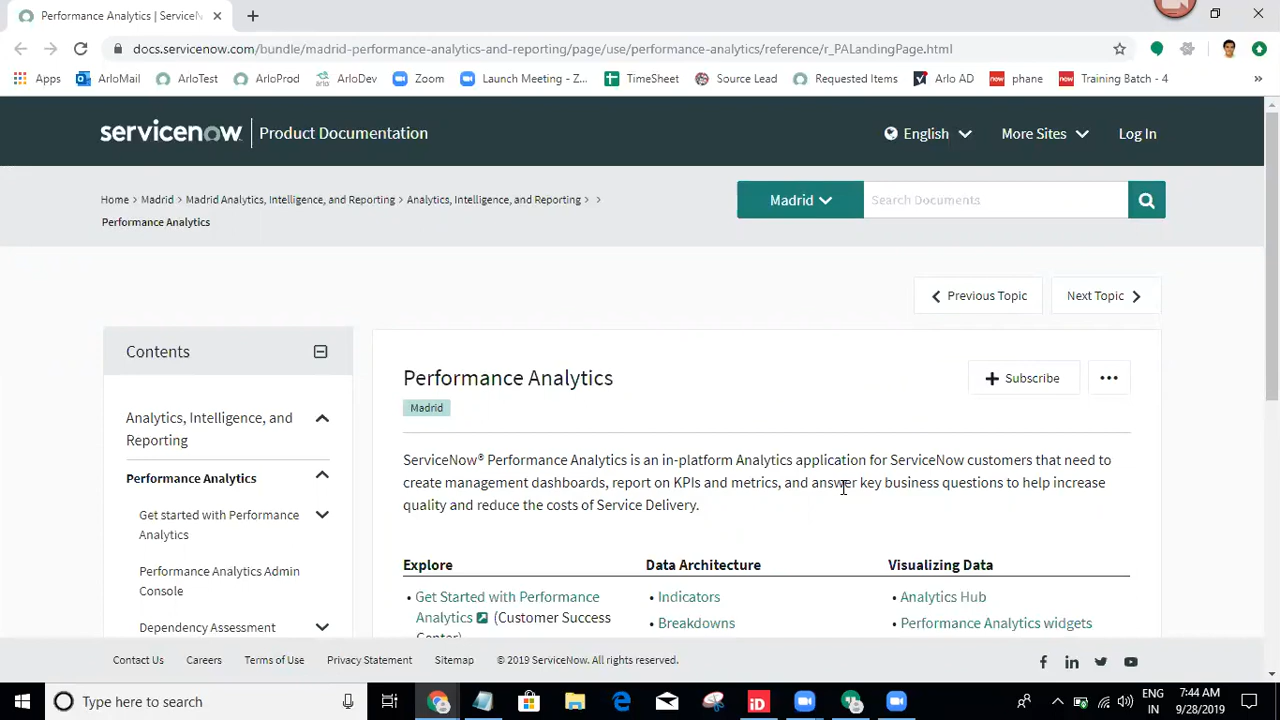 Performance Analytics | ServiceN
docs.servicenow.com/bundle/madrid-performance-analytics-and-reporting/page/use/performance-analytics/reference/r_PALandingPage.html
Apps ArloMail ArloTest ArloProd ArloDev Zoom Launch Meeting - Z... TimeSheet Source Lead Requested Items Arlo AD phane Training Batch - 4 »
servicenow Product Documentation English More Sites Log In
Home > Madrid > Madrid Analytics, Intelligence, and Reporting > Analytics, Intelligence, and Reporting > >
Performance Analytics
Madrid Search Documents
Previous Topic Next Topic
Contents
Analytics, Intelligence, and
Reporting
Performance Analytics
Get started with Performance
Analytics
Performance Analytics Admin
Console
Dependency Assessment
Performance Analytics
+ Subscribe •••
Madrid
ServiceNow® Performance Analytics is an in-platform Analytics application for ServiceNow customers that need to
create management dashboards, report on KPIs and metrics, and answer key business questions to help increase
quality and reduce the costs of Service Delivery.
Explore
• Get Started with Performance
Analytics (Customer Success
Center)
Data Architecture
• Indicators
• Breakdowns
Visualizing Data
• Analytics Hub
• Performance Analytics widgets
Contact Us Careers Terms of Use Privacy Statement Sitemap © 2019 ServiceNow. All rights reserved.
Type here to search
ENG
IN
7:44 AM
9/28/2019